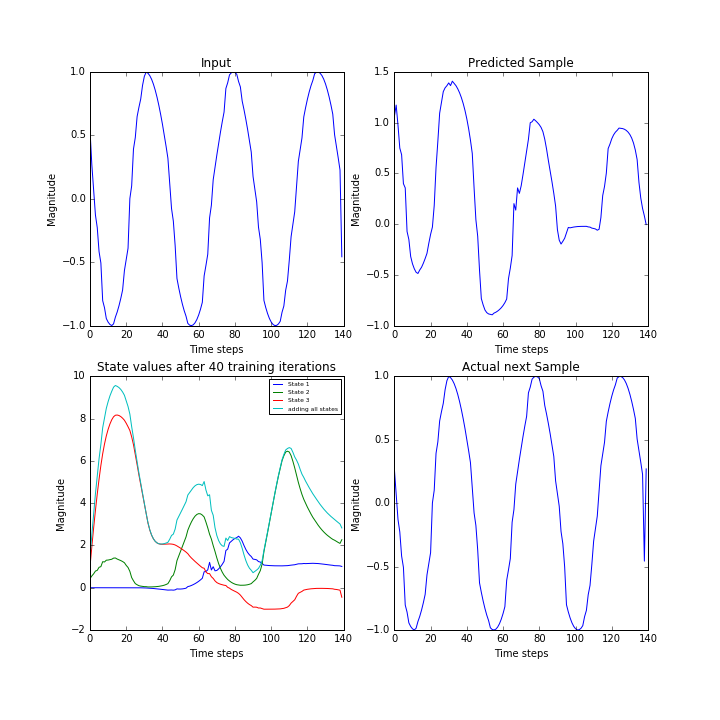 Input
1.0
0.5
0.0
−0.5
−1.0
Magnitude
0 20 40 60 80 100 120 140
Time steps
Predicted Sample
1.5
1.0
0.5
0.0
−0.5
−1.0
Magnitude
0 20 40 60 80 100 120 140
Time steps
State values after 40 training iterations
10
8
6
4
2
0
−2
Magnitude
State 1
State 2
State 3
adding all states
0 20 40 60 80 100 120 140
Time steps
Actual next Sample
1.0
0.5
0.0
−0.5
−1.0
Magnitude
0 20 40 60 80 100 120 140
Time steps